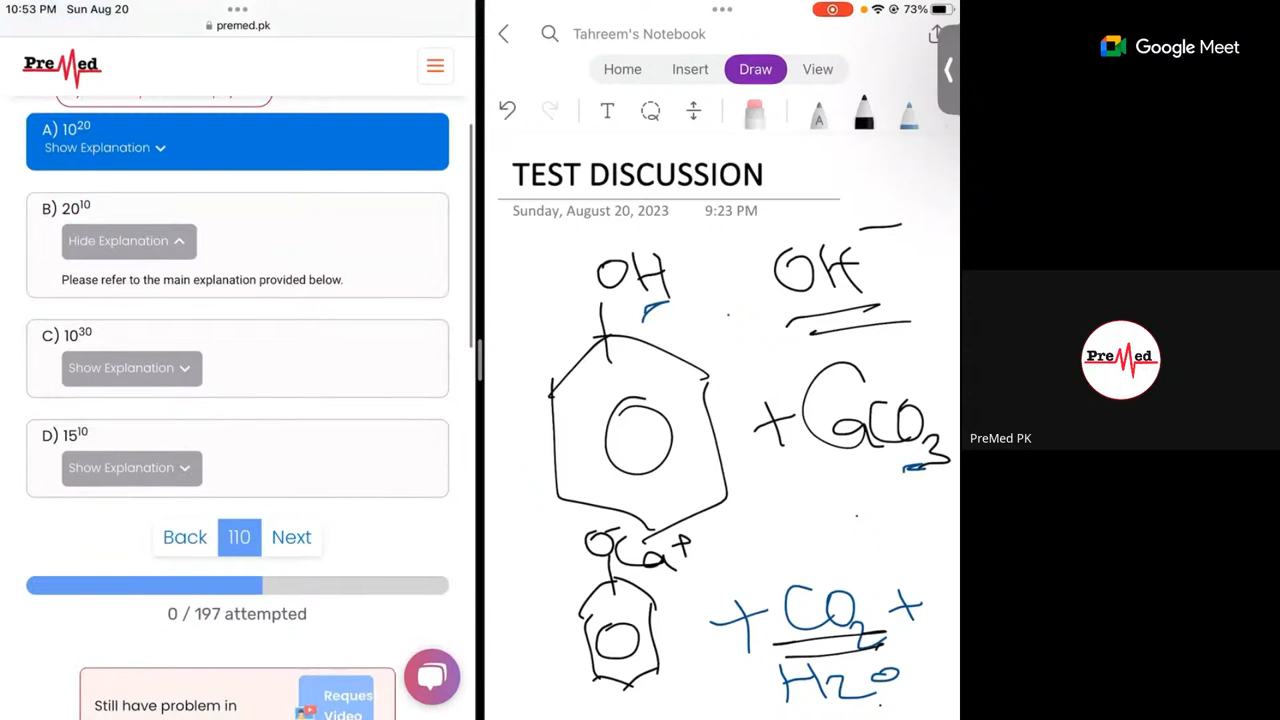 10:53 PM Sun Aug 20
73%
premed.pk
PreMed
A) 10²⁰
Show Explanation
B) 20¹⁰
Hide Explanation
Please refer to the main explanation provided below.
C) 10³⁰
Show Explanation
D) 15¹⁰
Show Explanation
Back 110 Next
0 / 197 attempted
Still have problem in
Reques
Video
Tahreem's Notebook
Home Insert Draw View
T
A
TEST DISCUSSION
Sunday, August 20, 2023 9:23 PM
OH OH⁻
+ CaCO₃
O⁻Ca⁺
+ CO₂ +
H₂O
Google Meet
PreMed
PreMed PK